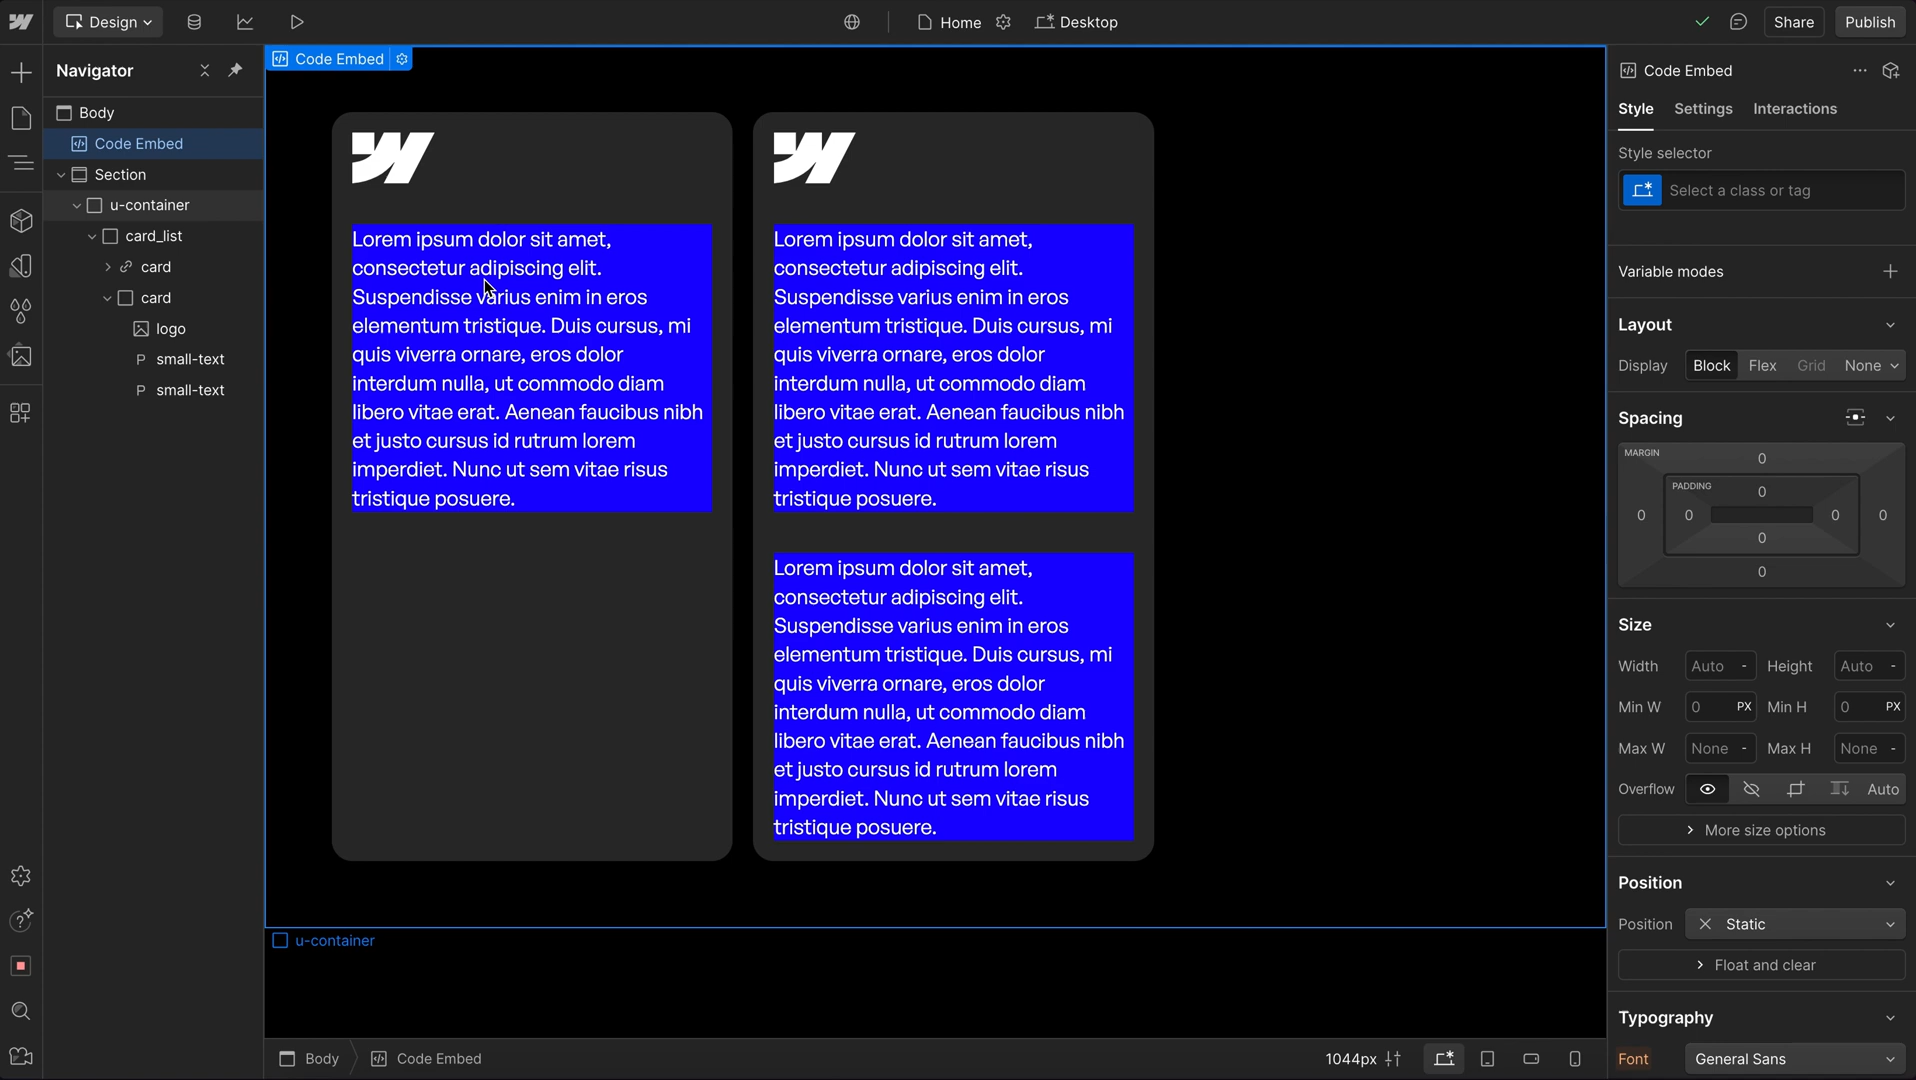 Design
Home
Desktop
Share
Publish
Navigator
Body
Code Embed
Section
u-container
card_list
card
card
logo
P small-text
P small-text
Code Embed
Lorem ipsum dolor sit amet,
consectetur adipiscing elit.
Suspendisse varius enim in eros
elementum tristique. Duis cursus, mi
quis viverra ornare, eros dolor
interdum nulla, ut commodo diam
libero vitae erat. Aenean faucibus nibh
et justo cursus id rutrum lorem
imperdiet. Nunc ut sem vitae risus
tristique posuere.
Lorem ipsum dolor sit amet,
consectetur adipiscing elit.
Suspendisse varius enim in eros
elementum tristique. Duis cursus, mi
quis viverra ornare, eros dolor
interdum nulla, ut commodo diam
libero vitae erat. Aenean faucibus nibh
et justo cursus id rutrum lorem
imperdiet. Nunc ut sem vitae risus
tristique posuere.
Lorem ipsum dolor sit amet,
consectetur adipiscing elit.
Suspendisse varius enim in eros
elementum tristique. Duis cursus, mi
quis viverra ornare, eros dolor
interdum nulla, ut commodo diam
libero vitae erat. Aenean faucibus nibh
et justo cursus id rutrum lorem
imperdiet. Nunc ut sem vitae risus
tristique posuere.
u-container
Body
Code Embed
1044px
Code Embed
Style Settings Interactions
Style selector
Select a class or tag
Variable modes
Layout
Display Block Flex Grid None
Spacing
MARGIN
0
PADDING
0
0 0 0 0
0
0
Size
Width Auto - Height Auto -
Min W 0 PX Min H 0 PX
Max W None - Max H None -
Overflow Auto
More size options
Position
Position Static
Float and clear
Typography
Font General Sans